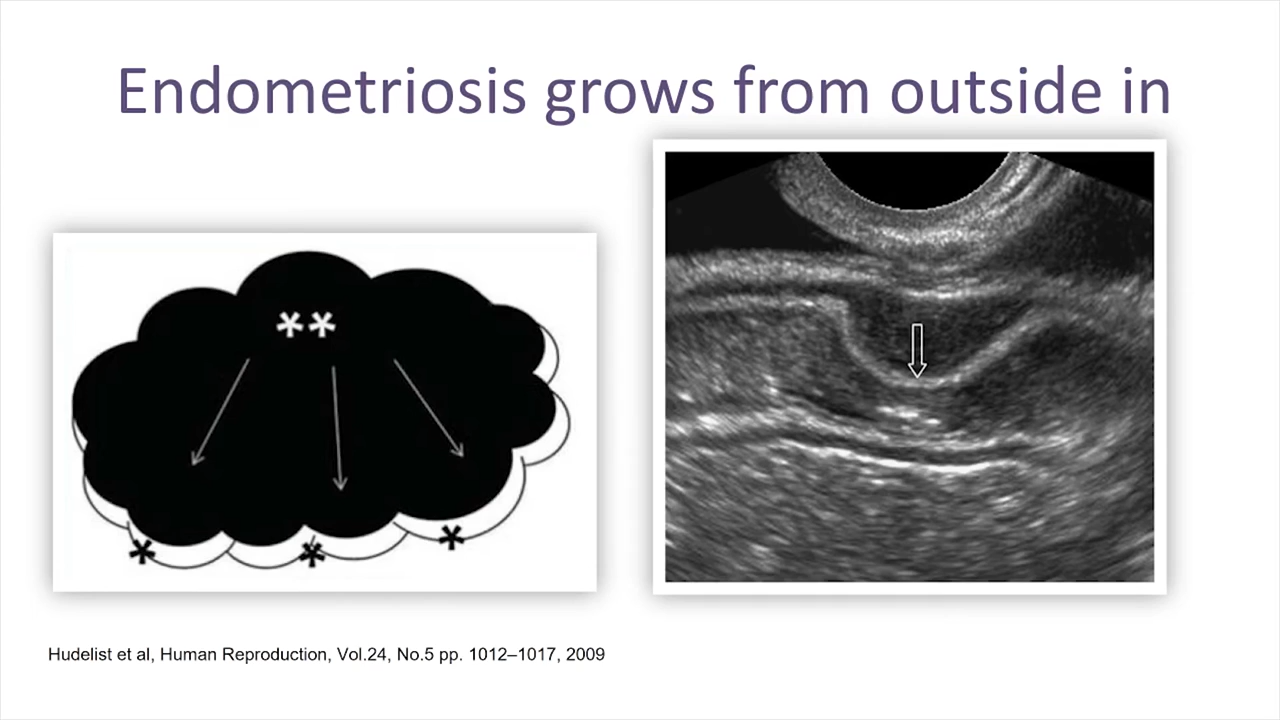 Endometriosis grows from outside in
**
* * *
Hudelist et al, Human Reproduction, Vol.24, No.5 pp. 1012–1017, 2009